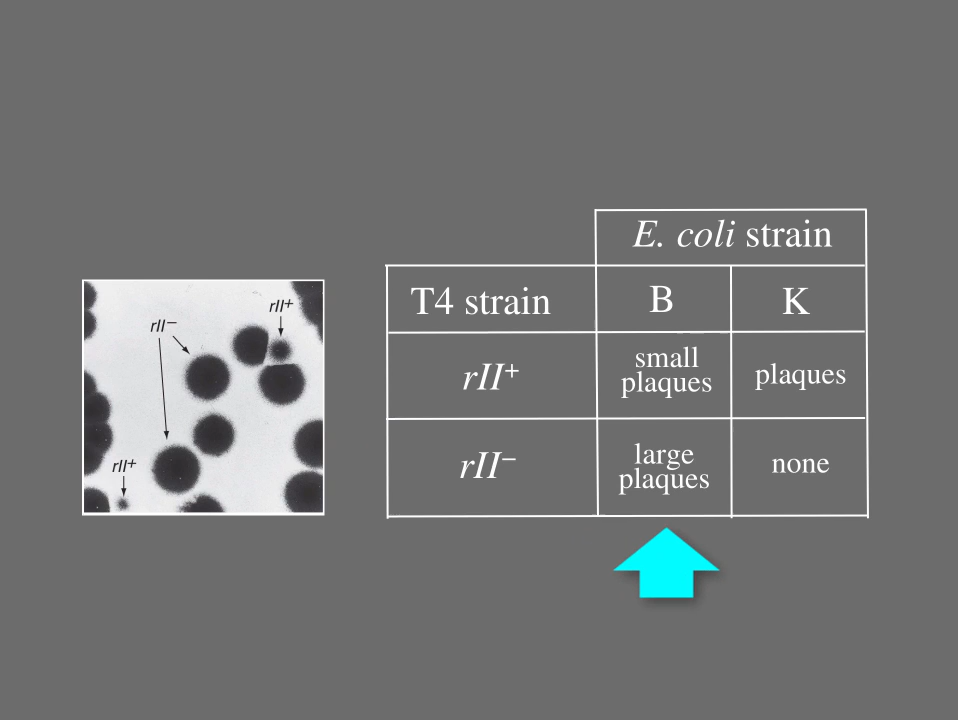 E. coli strain
T4 strain B K
rII+ small plaques plaques
rII– large plaques none
rII+
rII–
rII+